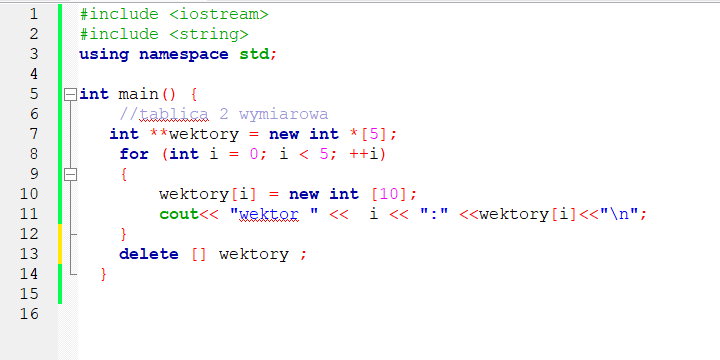 1 #include <iostream>
2 #include <string>
3 using namespace std;
4
5 int main() {
6 //tablica 2 wymiarowa
7 int **wektory = new int *[5];
8 for (int i = 0; i < 5; ++i)
9 {
10 wektory[i] = new int [10];
11 cout<< "wektor " << i << ":" <<wektory[i]<<"\n";
12 }
13 delete [] wektory ;
14 }
15
16